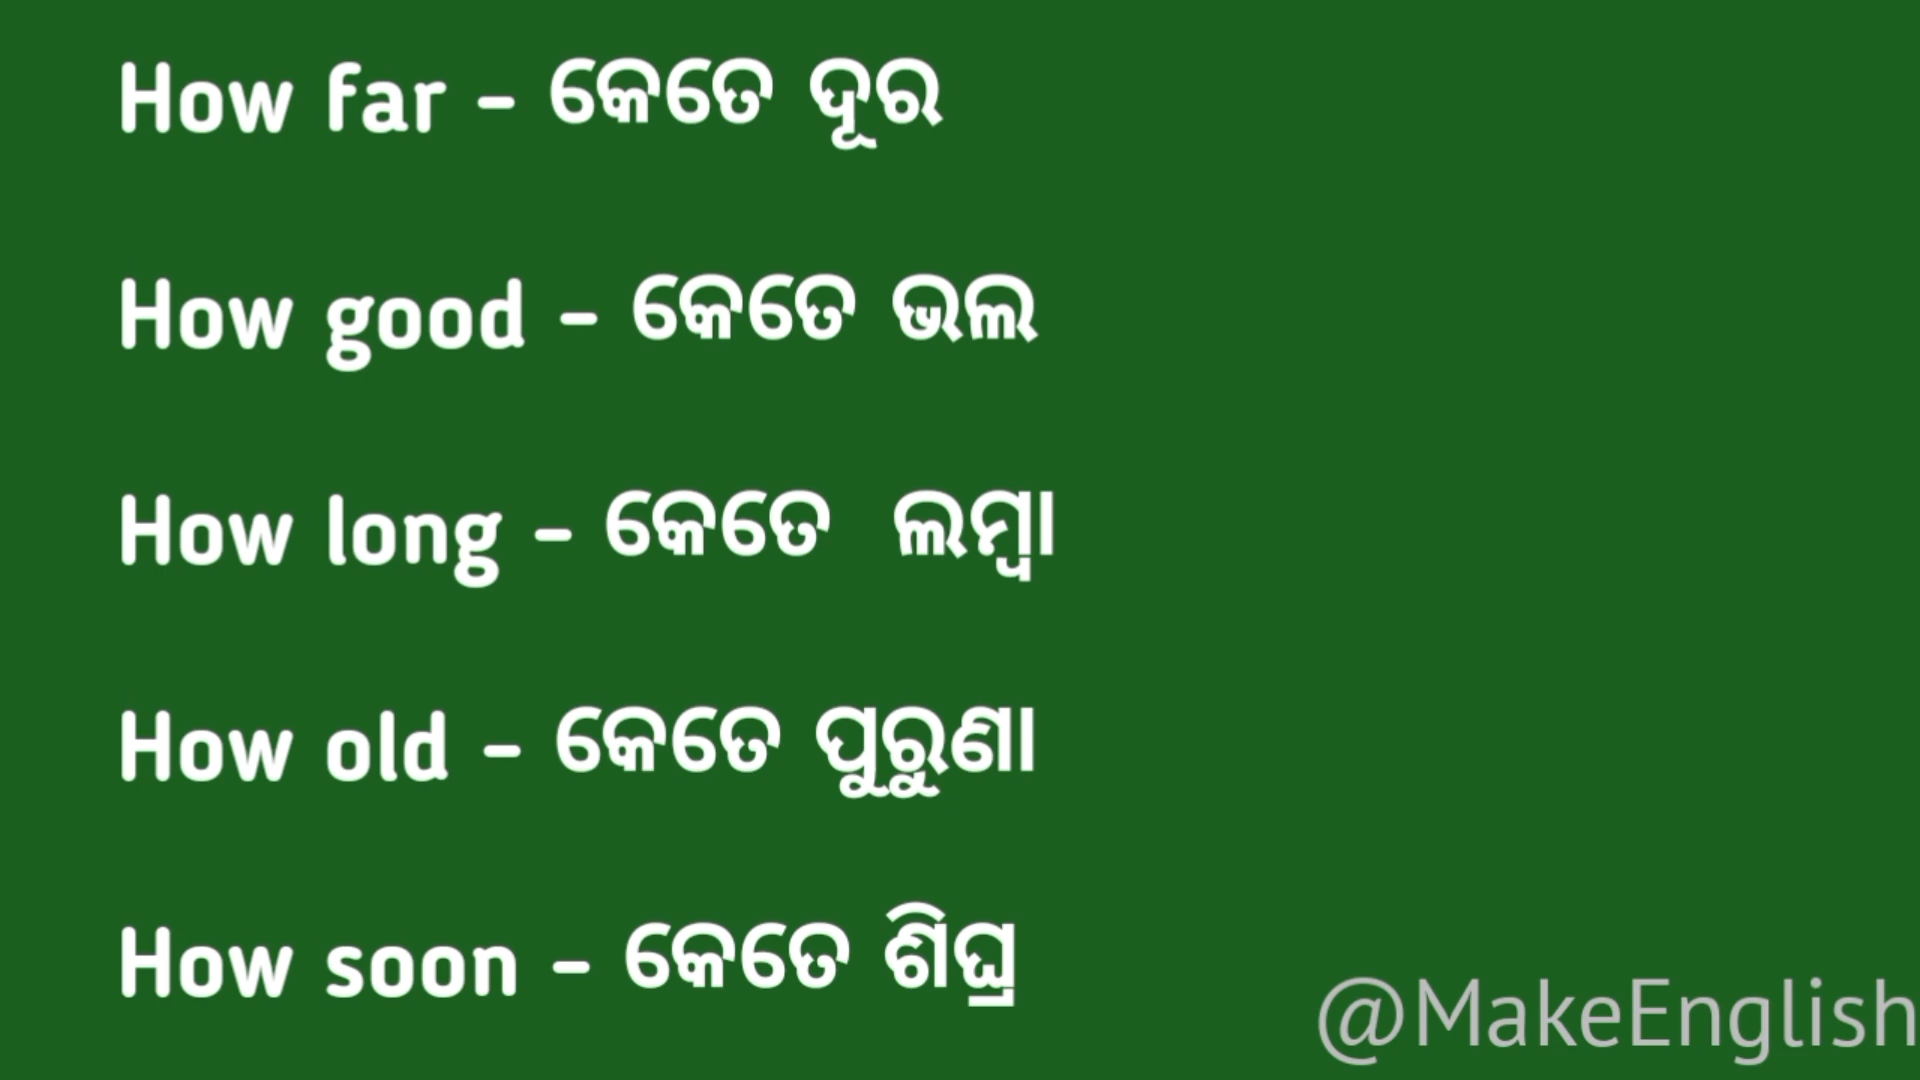 How far - କେତେ ଦୂର
How good - କେତେ ଭଲ
How long - କେତେ ଲମ୍ବା
How old - କେତେ ପୁରୁଣା
How soon - କେତେ ଶିଘ୍ର
@MakeEnglish